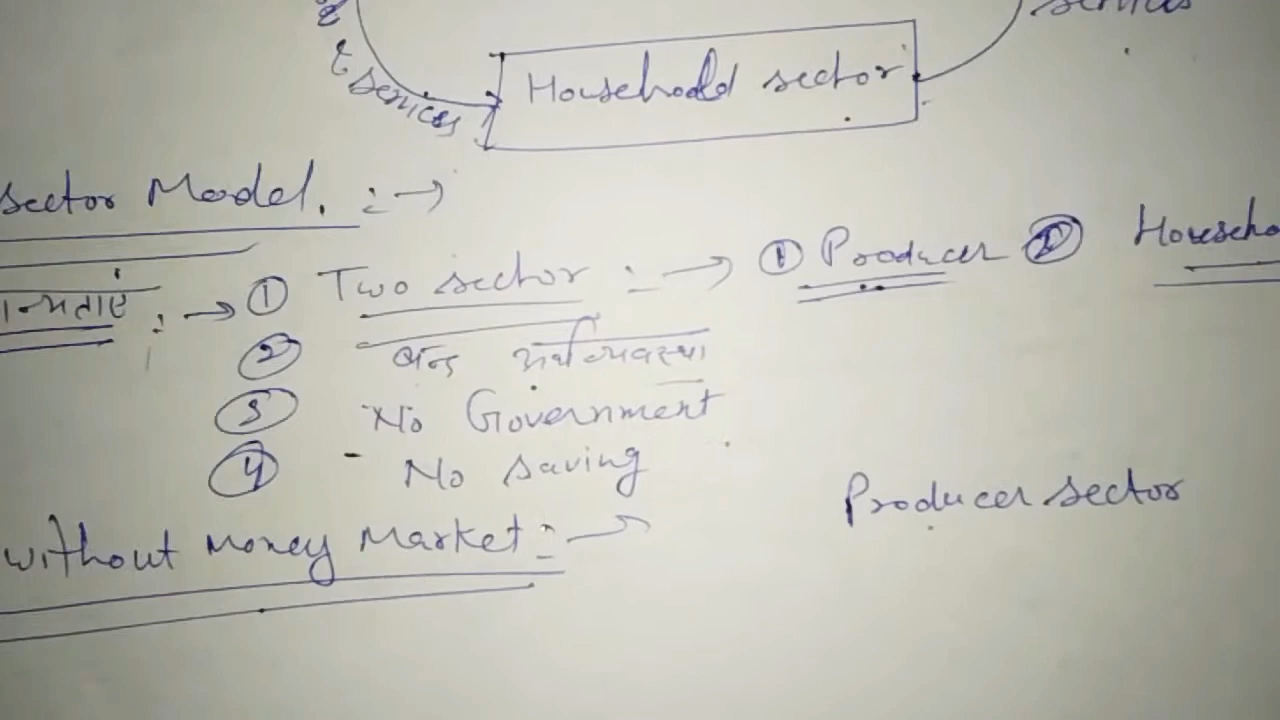 & services
services
Household sector
sector Model. :→
मान्यताएं :→ ① Two sector :→ ① Producer ② Househo
② बन्द अर्थव्यवस्था
③ No Government
④ No saving
Producer sector
without Money Market :→